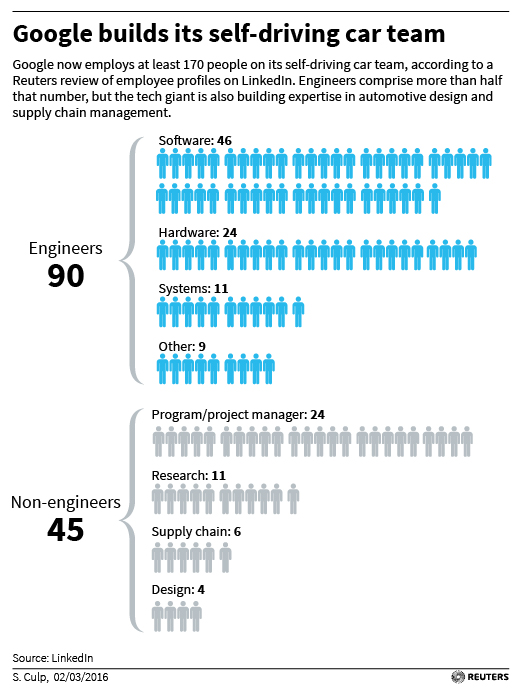 Google builds its self-driving car team
Google now employs at least 170 people on its self-driving car team, according to a
Reuters review of employee profiles on LinkedIn. Engineers comprise more than half
that number, but the tech giant is also building expertise in automotive design and
supply chain management.
Engineers
90
Software: 46
Hardware: 24
Systems: 11
Other: 9
Non-engineers
45
Program/project manager: 24
Research: 11
Supply chain: 6
Design: 4
Source: LinkedIn
S. Culp, 02/03/2016
REUTERS